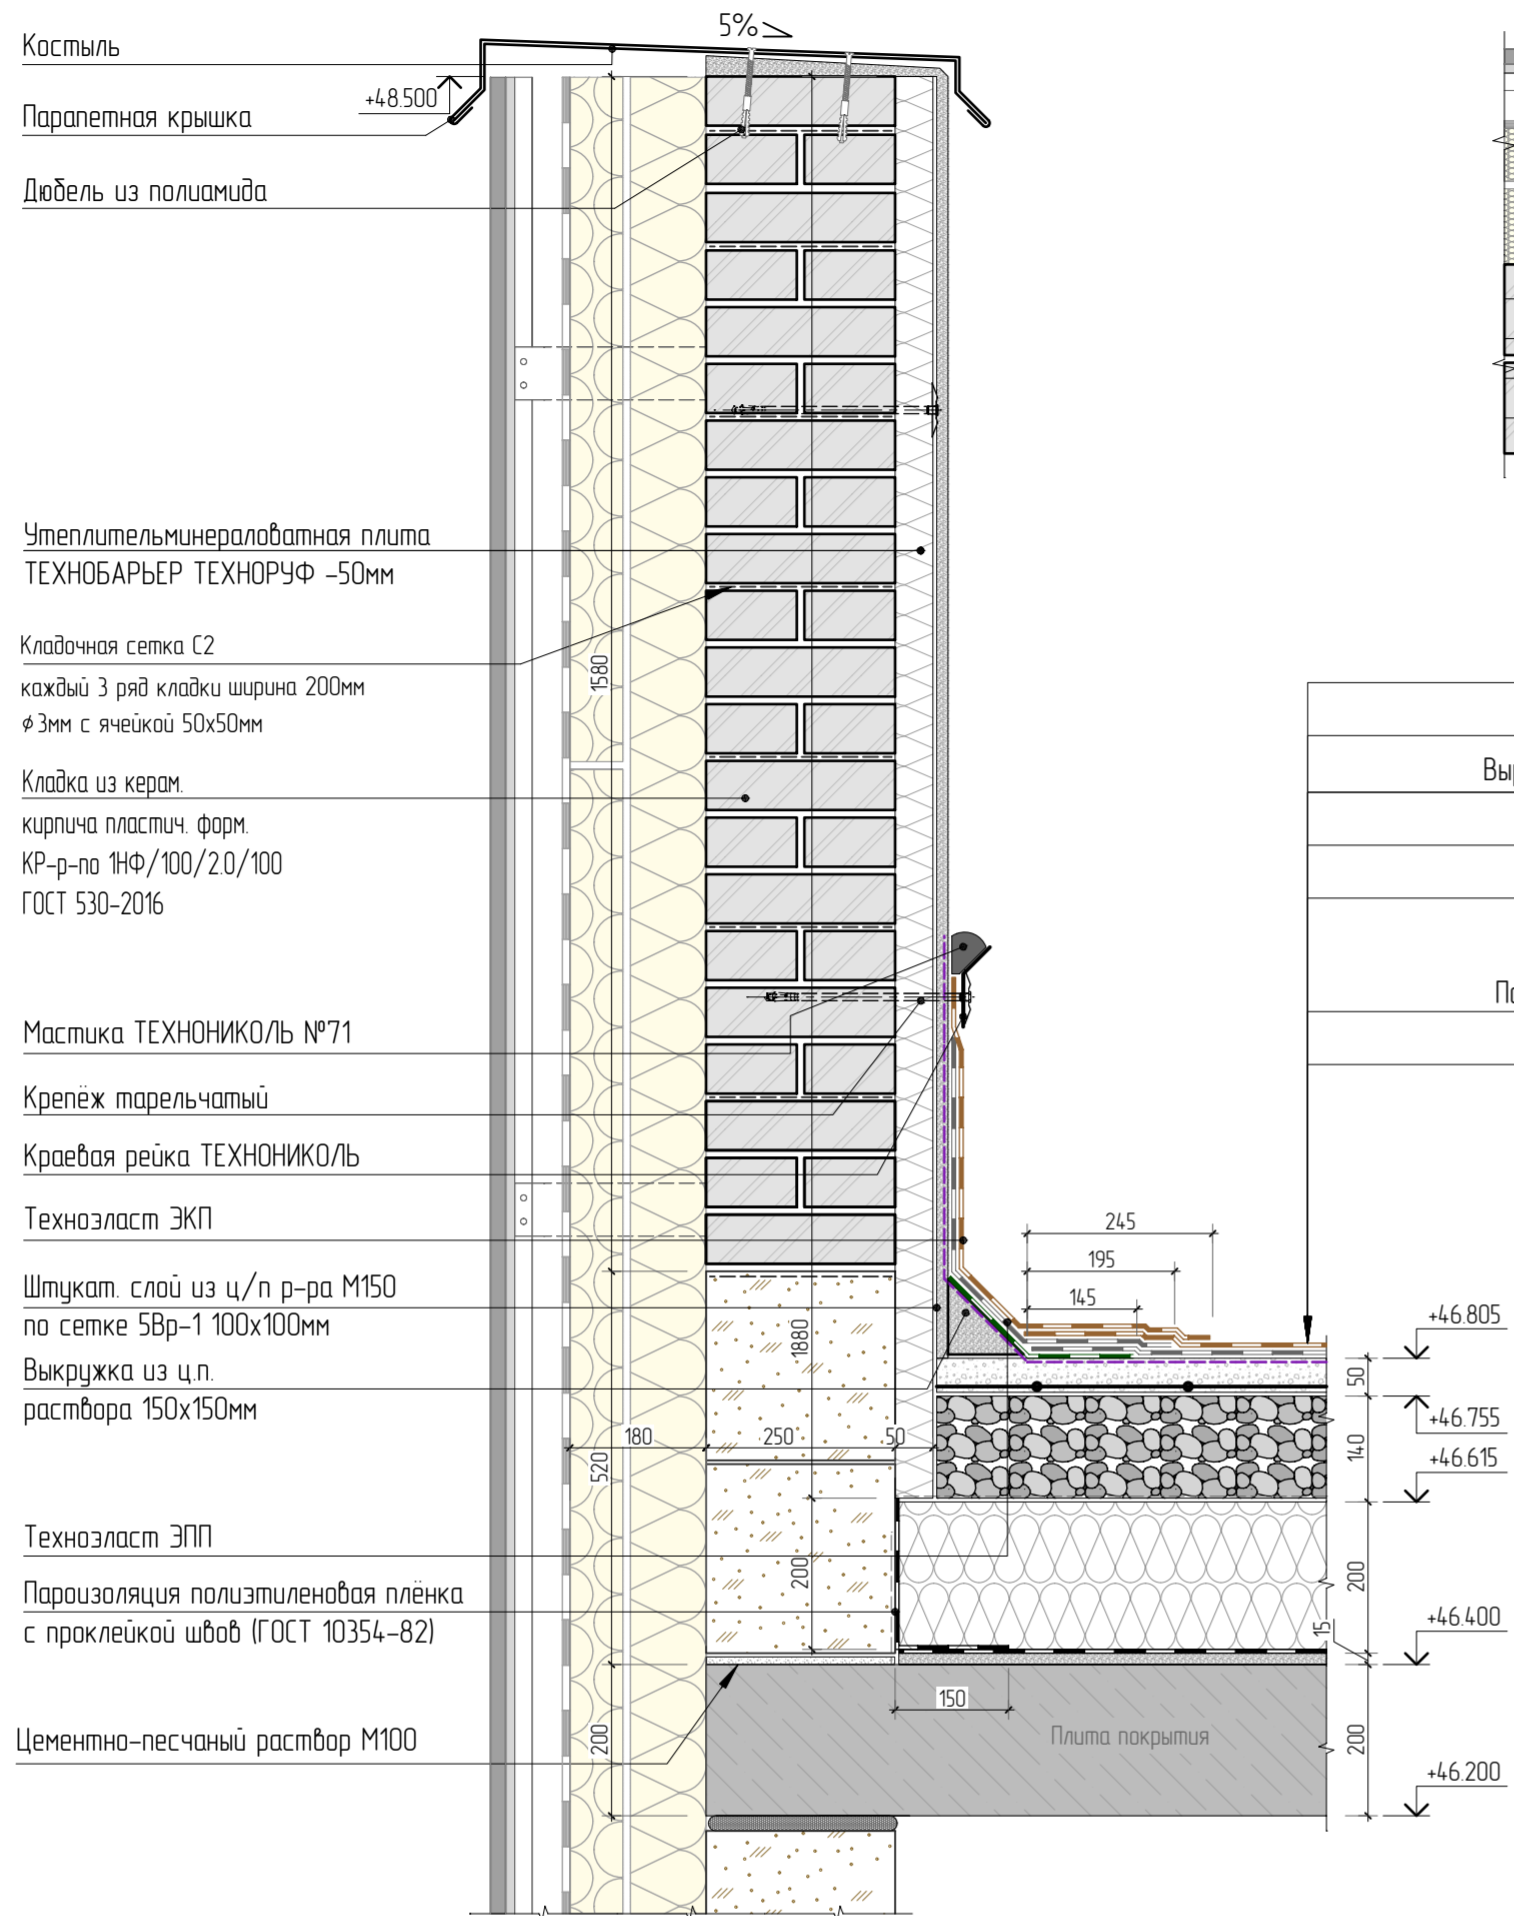 5%
Костыль
+48.500
Парапетная крышка
Дюбель из полиамида
Утеплительминераловатная плита
ТЕХНОБАРЬЕР ТЕХНОРУФ -50мм
Кладочная сетка С2
каждый 3 ряд кладки ширина 200мм
ϕ3мм с ячейкой 50х50мм
1580
Кладка из керам.
кирпича пластич. форм.
КР-р-по 1НФ/100/2.0/100
ГОСТ 530-2016
Мастика ТЕХНОНИКОЛЬ №71
Крепёж тарельчатый
Краевая рейка ТЕХНОНИКОЛЬ
Техноэласт ЭКП
Штукат. слой из ц/п р-ра М150
по сетке 5Вр-1 100х100мм
Выкружка из ц.п.
раствора 150х150мм
245
195
145
1880
+46.805
50
+46.755
140
+46.615
180
250
50
520
Техноэласт ЭПП
Пароизоляция полиэтиленовая плёнка
с проклейкой швов (ГОСТ 10354-82)
200
200
15
+46.400
150
Цементно-песчаный раствор М100
200
Плита покрытия
200
+46.200